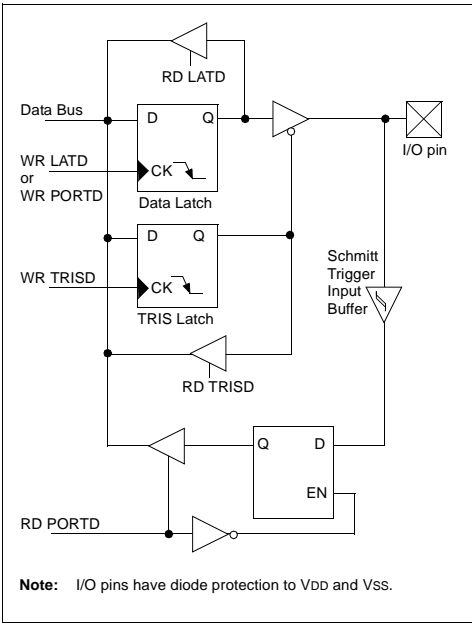 RD LATD
Data Bus
D Q
I/O pin
WR LATD
or
WR PORTD
CK
Data Latch
D Q
WR TRISD
CK
TRIS Latch
Schmitt
Trigger
Input
Buffer
RD TRISD
Q D
EN
RD PORTD
Note: I/O pins have diode protection to VDD and VSS.